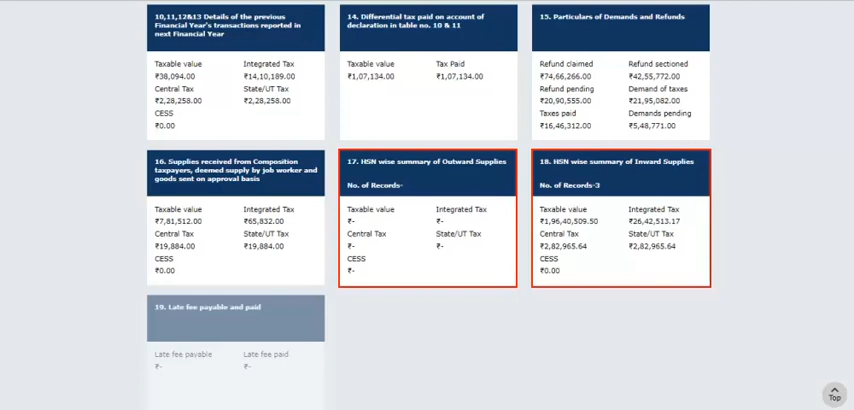 10,11,12&13 Details of the previous
Financial Year's transactions reported in
next Financial Year
Taxable value Integrated Tax
₹38,094.00 ₹14,10,189.00
Central Tax State/UT Tax
₹2,28,258.00 ₹2,28,258.00
CESS
₹0.00
14. Differential tax paid on account of
declaration in table no. 10 & 11
Taxable value Tax Paid
₹1,07,134.00 ₹1,07,134.00
15. Particulars of Demands and Refunds
Refund claimed Refund sectioned
₹74,66,266.00 ₹42,55,772.00
Refund pending Demand of taxes
₹20,90,555.00 ₹21,95,082.00
Taxes paid Demands pending
₹16,46,312.00 ₹5,48,771.00
16. Supplies received from Composition
taxpayers, deemed supply by job worker and
goods sent on approval basis
Taxable value Integrated Tax
₹7,81,512.00 ₹65,832.00
Central Tax State/UT Tax
₹19,884.00 ₹19,884.00
CESS
₹0.00
17. HSN wise summary of Outward Supplies
No. of Records-
Taxable value Integrated Tax
₹- ₹-
Central Tax State/UT Tax
₹- ₹-
CESS
₹-
18. HSN wise summary of Inward Supplies
No. of Records-3
Taxable value Integrated Tax
₹1,96,40,509.50 ₹26,42,513.17
Central Tax State/UT Tax
₹2,82,965.64 ₹2,82,965.64
CESS
₹0.00
19. Late fee payable and paid
Late fee payable Late fee paid
₹- ₹-
Top